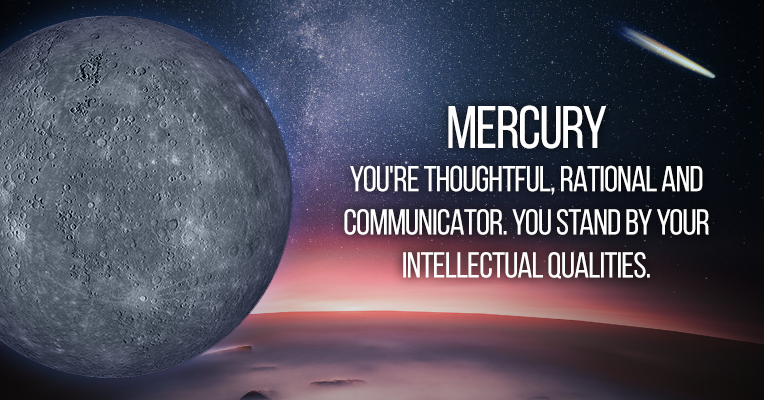 MERCURY
YOU'RE THOUGHTFUL, RATIONAL AND
COMMUNICATOR. YOU STAND BY YOUR
INTELLECTUAL QUALITIES.